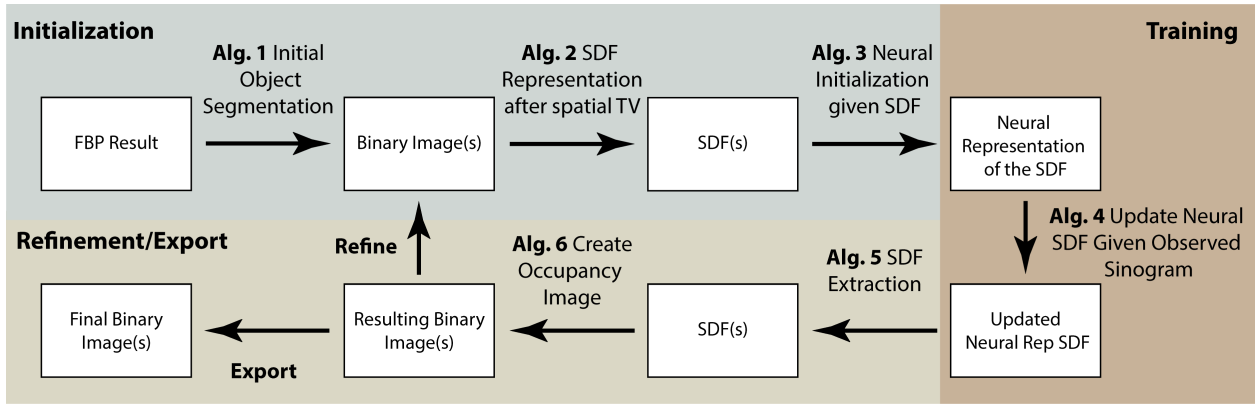 Initialization
Training
Alg. 1 Initial
Object
Segmentation
Alg. 2 SDF
Representation
after spatial TV
Alg. 3 Neural
Initialization
given SDF
FBP Result
Binary Image(s)
SDF(s)
Neural
Representation
of the SDF
Alg. 4 Update Neural
SDF Given Observed
Sinogram
Refinement/Export
Refine
Alg. 6 Create
Occupancy
Image
Alg. 5 SDF
Extraction
Final Binary
Image(s)
Resulting Binary
Image(s)
SDF(s)
Updated
Neural Rep SDF
Export